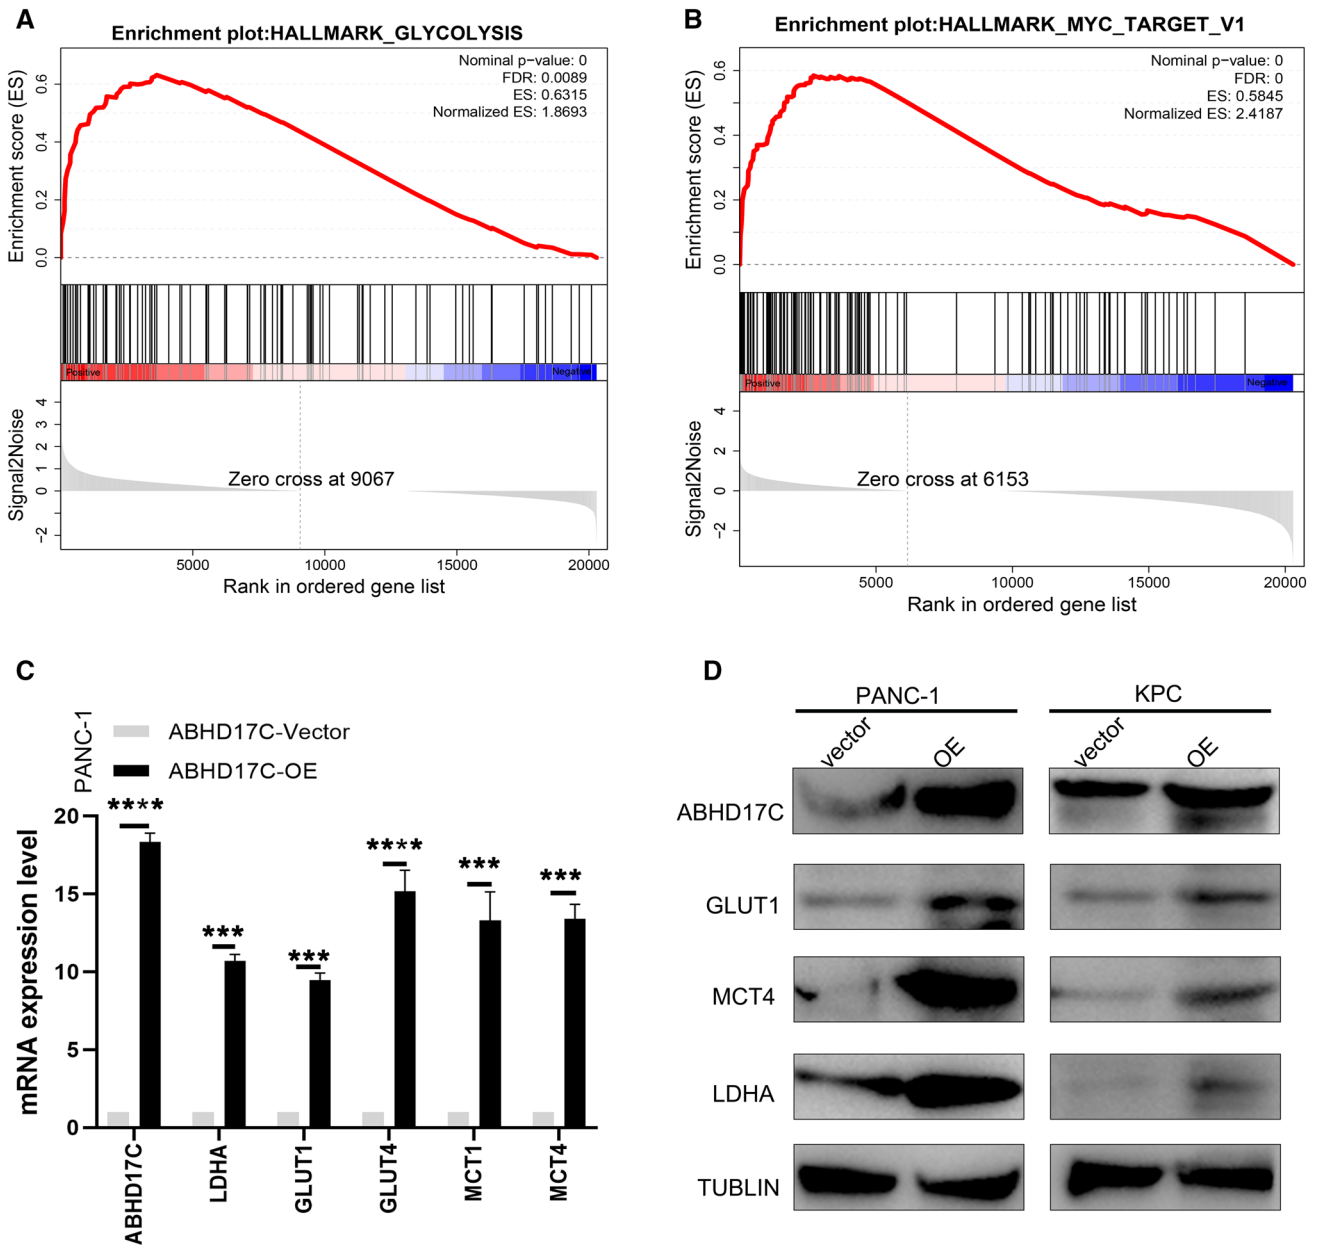 A
Enrichment plot:HALLMARK_GLYCOLYSIS
Nominal p-value: 0
FDR: 0.0089
ES: 0.6315
Normalized ES: 1.8693
Enrichment score (ES)
0.6
0.4
0.2
0.0
Positive
Negative
Signal2Noise
4
3
2
1
0
-2
Zero cross at 9067
5000
10000
15000
20000
Rank in ordered gene list
B
Enrichment plot:HALLMARK_MYC_TARGET_V1
Nominal p-value: 0
FDR: 0
ES: 0.5845
Normalized ES: 2.4187
Enrichment score (ES)
0.6
0.4
0.2
0.0
Positive
Negative
Signal2Noise
4
2
0
-2
Zero cross at 6153
5000
10000
15000
20000
Rank in ordered gene list
C
PANC-1
ABHD17C-Vector
ABHD17C-OE
mRNA expression level
20
15
10
5
0
****
***
***
****
***
***
ABHD17C
LDHA
GLUT1
GLUT4
MCT1
MCT4
D
PANC-1
KPC
vector
OE
vector
OE
ABHD17C
GLUT1
MCT4
LDHA
TUBLIN